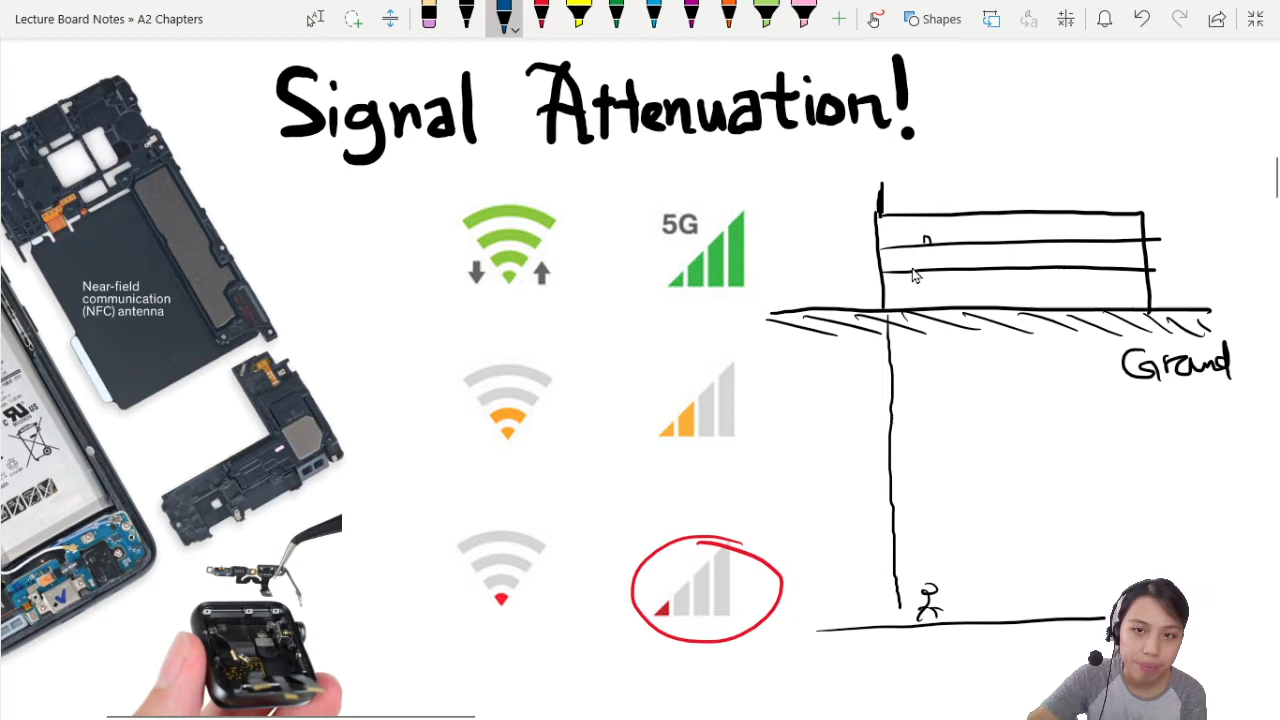 Lecture Board Notes » A2 Chapters
Shapes
Signal Attenuation!
5G
Near-field
communication
(NFC) antenna
Ground